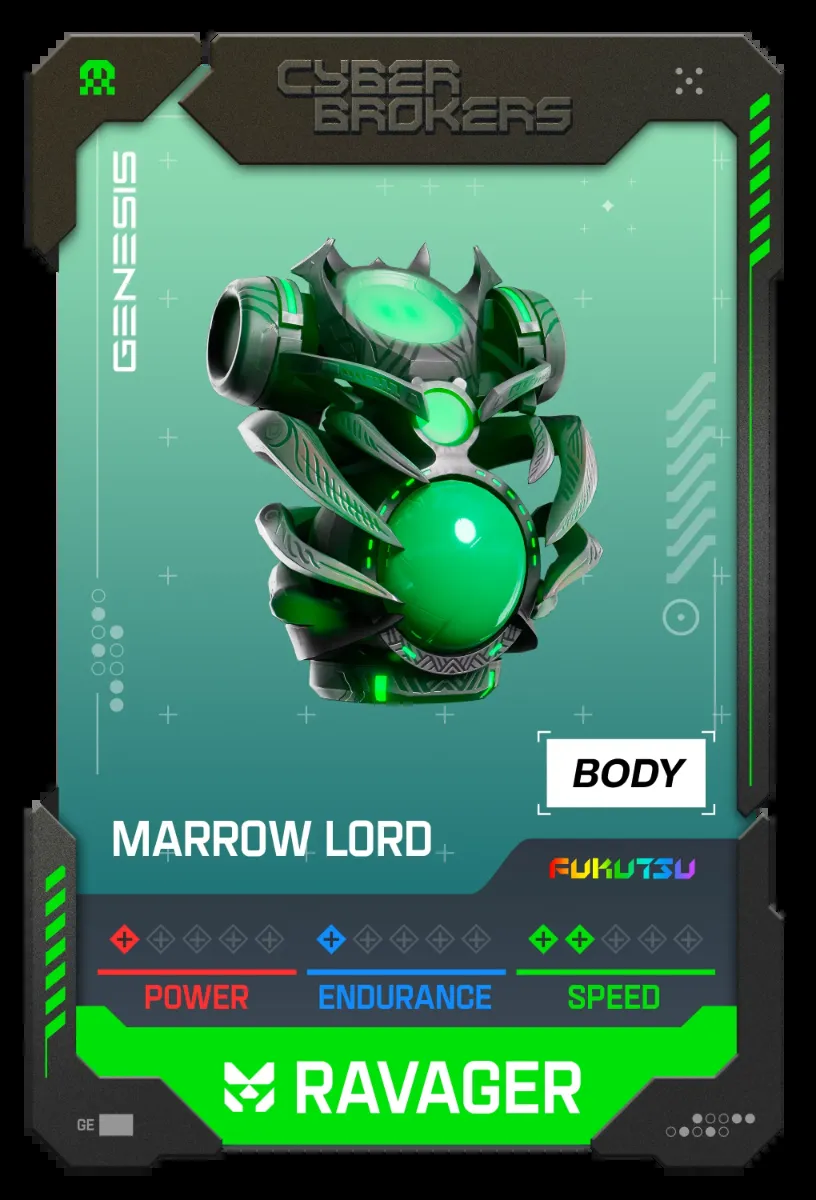 CYBER
BROKERS
GENESIS
BODY
MARROW LORD
FUKUTSU
POWER
ENDURANCE
SPEED
RAVAGER
GE